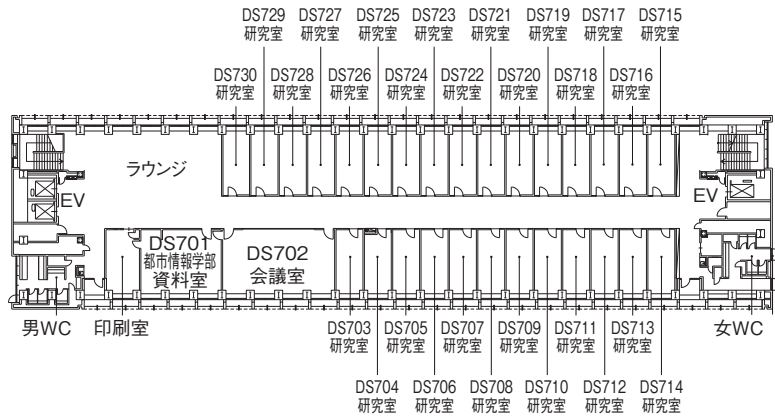 DS729 DS727 DS725 DS723 DS721 DS719 DS717 DS715
研究室 研究室 研究室 研究室 研究室 研究室 研究室 研究室
DS730 DS728 DS726 DS724 DS722 DS720 DS718 DS716
研究室 研究室 研究室 研究室 研究室 研究室 研究室 研究室
ラウンジ
EV
EV
DS701
都市情報学部
資料室
DS702
会議室
男WC
印刷室
女WC
DS703 DS705 DS707 DS709 DS711 DS713
研究室 研究室 研究室 研究室 研究室 研究室
DS704 DS706 DS708 DS710 DS712 DS714
研究室 研究室 研究室 研究室 研究室 研究室